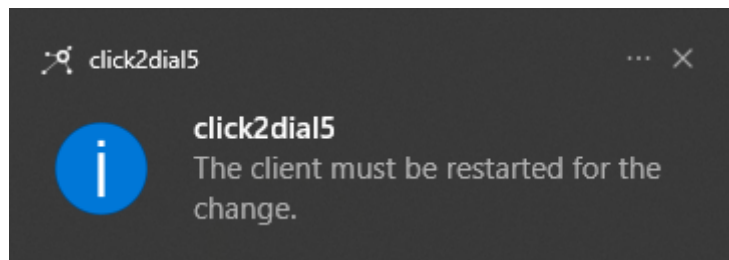 click2dial5
click2dial5
The client must be restarted for the
change.